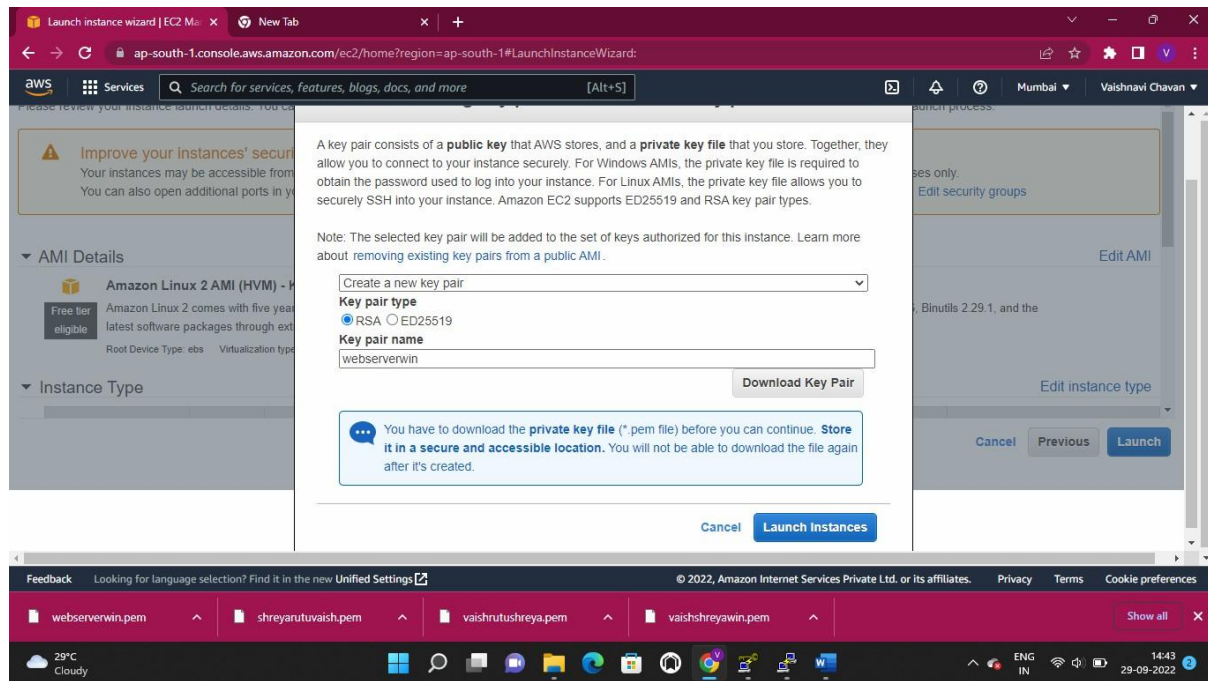 Launch instance wizard | EC2 Ma
New Tab
ap-south-1.console.aws.amazon.com/ec2/home?region=ap-south-1#LaunchInstanceWizard:
V
aws
Services
Search for services, features, blogs, docs, and more
[Alt+S]
Mumbai
Vaishnavi Chavan
Please review your instance launch details. You ca
launch process.
Improve your instances' securi
Your instances may be accessible from
ses only.
You can also open additional ports in yo
Edit security groups
A key pair consists of a public key that AWS stores, and a private key file that you store. Together, they
allow you to connect to your instance securely. For Windows AMIs, the private key file is required to
obtain the password used to log into your instance. For Linux AMIs, the private key file allows you to
securely SSH into your instance. Amazon EC2 supports ED25519 and RSA key pair types.
Note: The selected key pair will be added to the set of keys authorized for this instance. Learn more
about removing existing key pairs from a public AMI.
AMI Details
Edit AMI
Amazon Linux 2 AMI (HVM) - K
Free tier
eligible
Amazon Linux 2 comes with five year
, Binutils 2.29.1, and the
latest software packages through ext
Root Device Type: ebs Virtualization type
Create a new key pair
Key pair type
RSA ED25519
Key pair name
webserverwin
Download Key Pair
Instance Type
Edit instance type
You have to download the private key file (*.pem file) before you can continue. Store
it in a secure and accessible location. You will not be able to download the file again
after it's created.
Cancel Previous Launch
Cancel Launch Instances
Feedback Looking for language selection? Find it in the new Unified Settings
© 2022, Amazon Internet Services Private Ltd. or its affiliates. Privacy Terms Cookie preferences
webserverwin.pem
shreyarutuvaish.pem
vaishrutushreya.pem
vaishshreyawin.pem
Show all
29°C
Cloudy
ENG
IN
14:43
29-09-2022
2